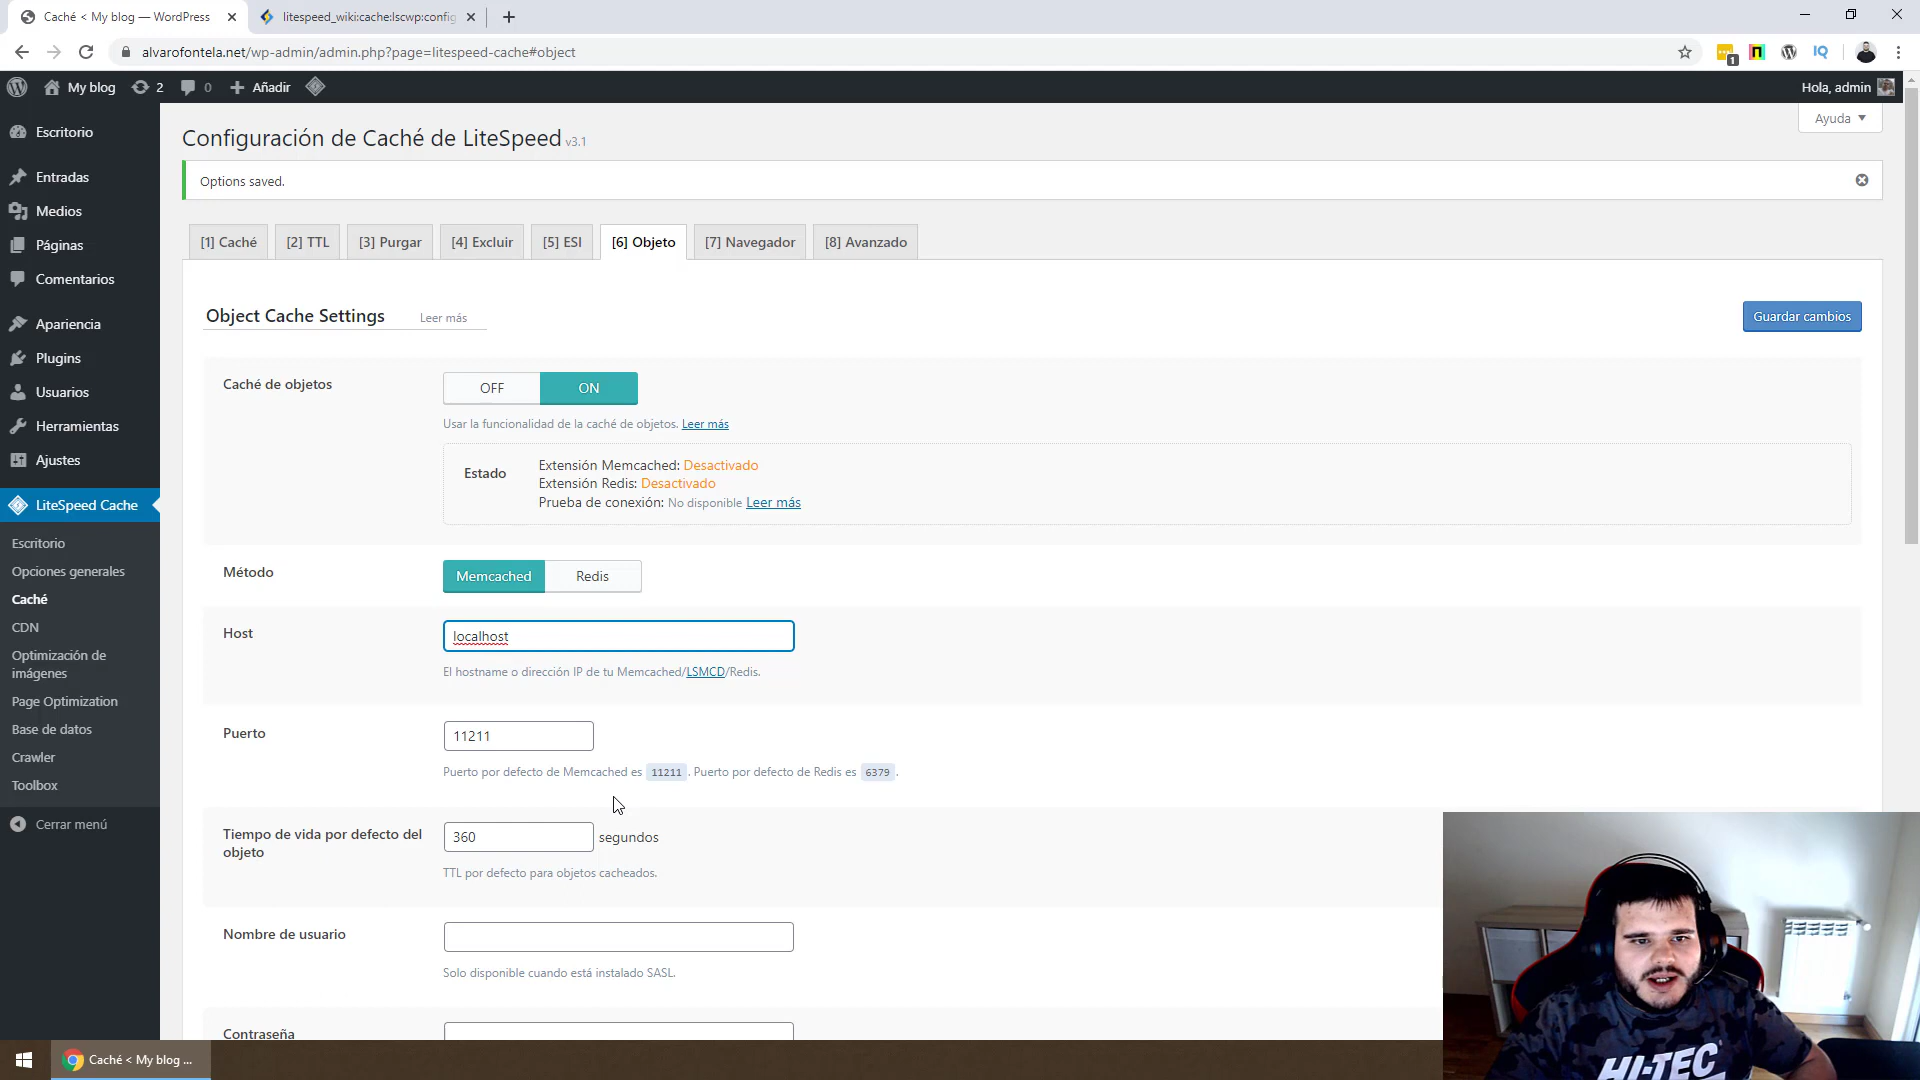 Caché < My blog — WordPress
litespeed_wiki:cache:lscwp:config
alvarofontela.net/wp-admin/admin.php?page=litespeed-cache#object
1
IQ
My blog
2
0
Añadir
Hola, admin
Escritorio
Entradas
Medios
Páginas
Comentarios
Apariencia
Plugins
Usuarios
Herramientas
Ajustes
LiteSpeed Cache
Escritorio
Opciones generales
Caché
CDN
Optimización de
imágenes
Page Optimization
Base de datos
Crawler
Toolbox
Cerrar menú
Ayuda
Configuración de Caché de LiteSpeed v3.1
Options saved.
[1] Caché
[2] TTL
[3] Purgar
[4] Excluir
[5] ESI
[6] Objeto
[7] Navegador
[8] Avanzado
Object Cache Settings
Leer más
Guardar cambios
Caché de objetos
OFF
ON
Usar la funcionalidad de la caché de objetos. Leer más
Estado
Extensión Memcached: Desactivado
Extensión Redis: Desactivado
Prueba de conexión: No disponible Leer más
Método
Memcached
Redis
Host
localhost
El hostname o dirección IP de tu Memcached/LSMCD/Redis.
Puerto
11211
Puerto por defecto de Memcached es 11211. Puerto por defecto de Redis es 6379.
Tiempo de vida por defecto del
objeto
360
segundos
TTL por defecto para objetos cacheados.
Nombre de usuario
Solo disponible cuando está instalado SASL.
Contraseña
Caché < My blog ...
HI-TEC